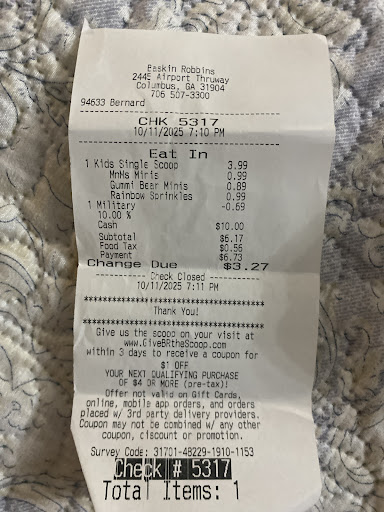 Baskin Robbins
2445 Airport Thruway
Columbus, GA 31904
706 507-3300
94633 Bernard
CHK 5317
10/11/2025 7:10 PM
Eat In
1 Kids Single Scoop 3.99
MnMs Minis 0.99
Gummi Bear Minis 0.89
Rainbow Sprinkles 0.99
1 Military -0.69
10.00 %
Cash $10.00
Subtotal $6.17
Food Tax $0.56
Payment $6.73
Change Due $3.27
---------- Check Closed ----------
10/11/2025 7:11 PM
***********************************
Thank You!
***********************************
Give us the scoop on your visit at
www.GiveBRtheScoop.com
within 3 days to receive a coupon for
$1 OFF
YOUR NEXT QUALIFYING PURCHASE
OF $4 OR MORE (pre-tax)!
Offer not valid on Gift Cards,
online, mobile app orders, and orders
placed w/ 3rd party delivery providers.
Coupon may not be combined w/ any other
coupon, discount or promotion.
Survey Code: 31701-48229-1910-1153
Check # 5317
Total Items: 1